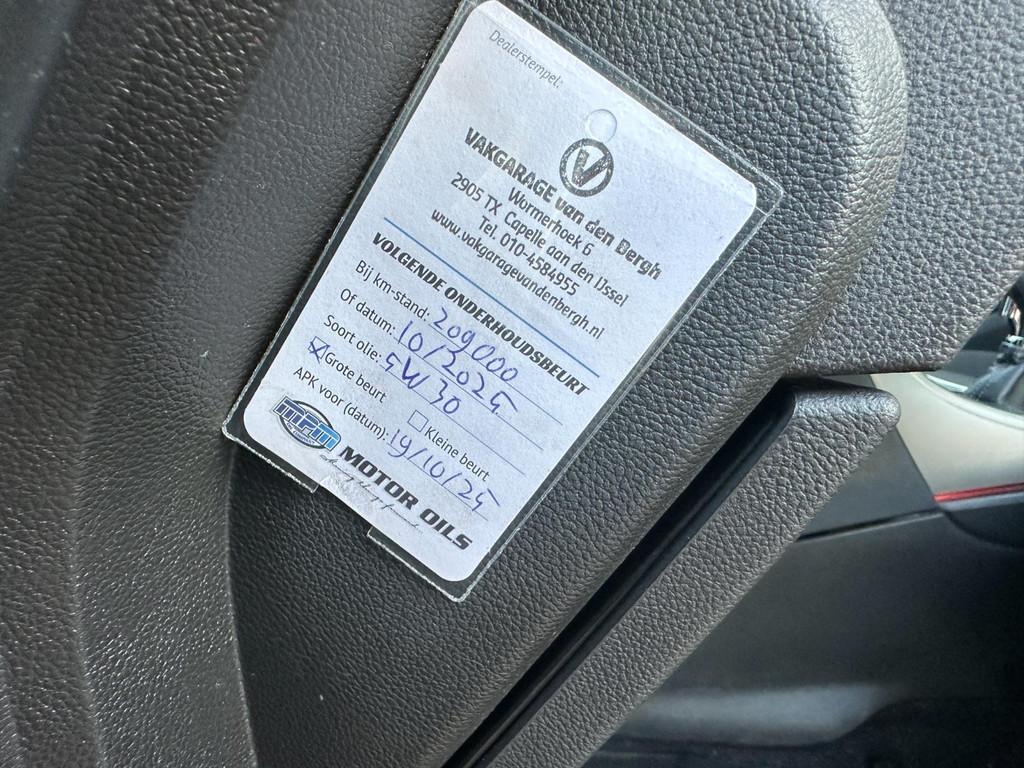 Dealerstempel:
V
VAKGARAGE van den Bergh
Wormerhoek 6
2905 TX Capelle aan den IJssel
Tel. 010-4584955
www.vakgaragevandenbergh.nl
VOLGENDE ONDERHOUDSBEURT
Bij km-stand: 209000
Of datum: 10/2025
Soort olie: 5W30
Grote beurt Kleine beurt
APK voor (datum): 19/10/25
MPM MOTOR OILS